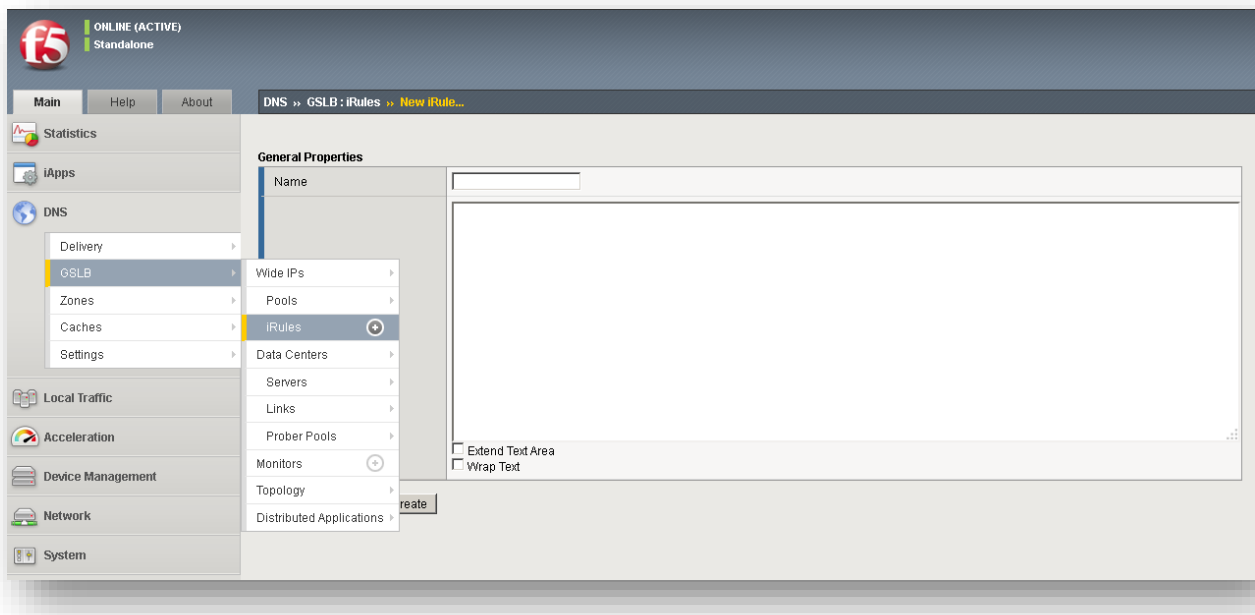 f5
ONLINE (ACTIVE)
Standalone
Main Help About
DNS ›› GSLB : iRules ›› New iRule...
Statistics
iApps
DNS
Delivery
GSLB
Zones
Caches
Settings
Local Traffic
Acceleration
Device Management
Network
System
Wide IPs
Pools
iRules
Data Centers
Servers
Links
Prober Pools
Monitors
Topology
Distributed Applications
General Properties
Name
Extend Text Area
Wrap Text
reate